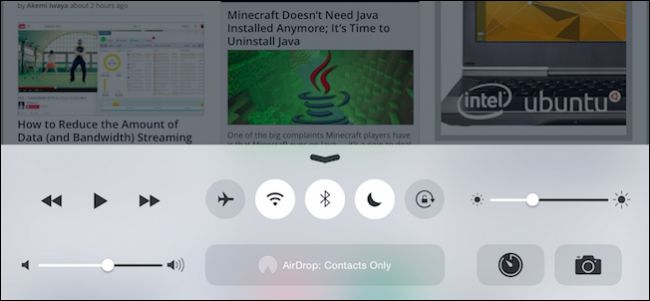 by Akemi Iwaya about 2 hours ago
How to Reduce the Amount of
Data (and Bandwidth) Streaming
Minecraft Doesn't Need Java
Installed Anymore; It's Time to
Uninstall Java
One of the big complaints Minecraft players have
intel
ubuntu
AirDrop: Contacts Only